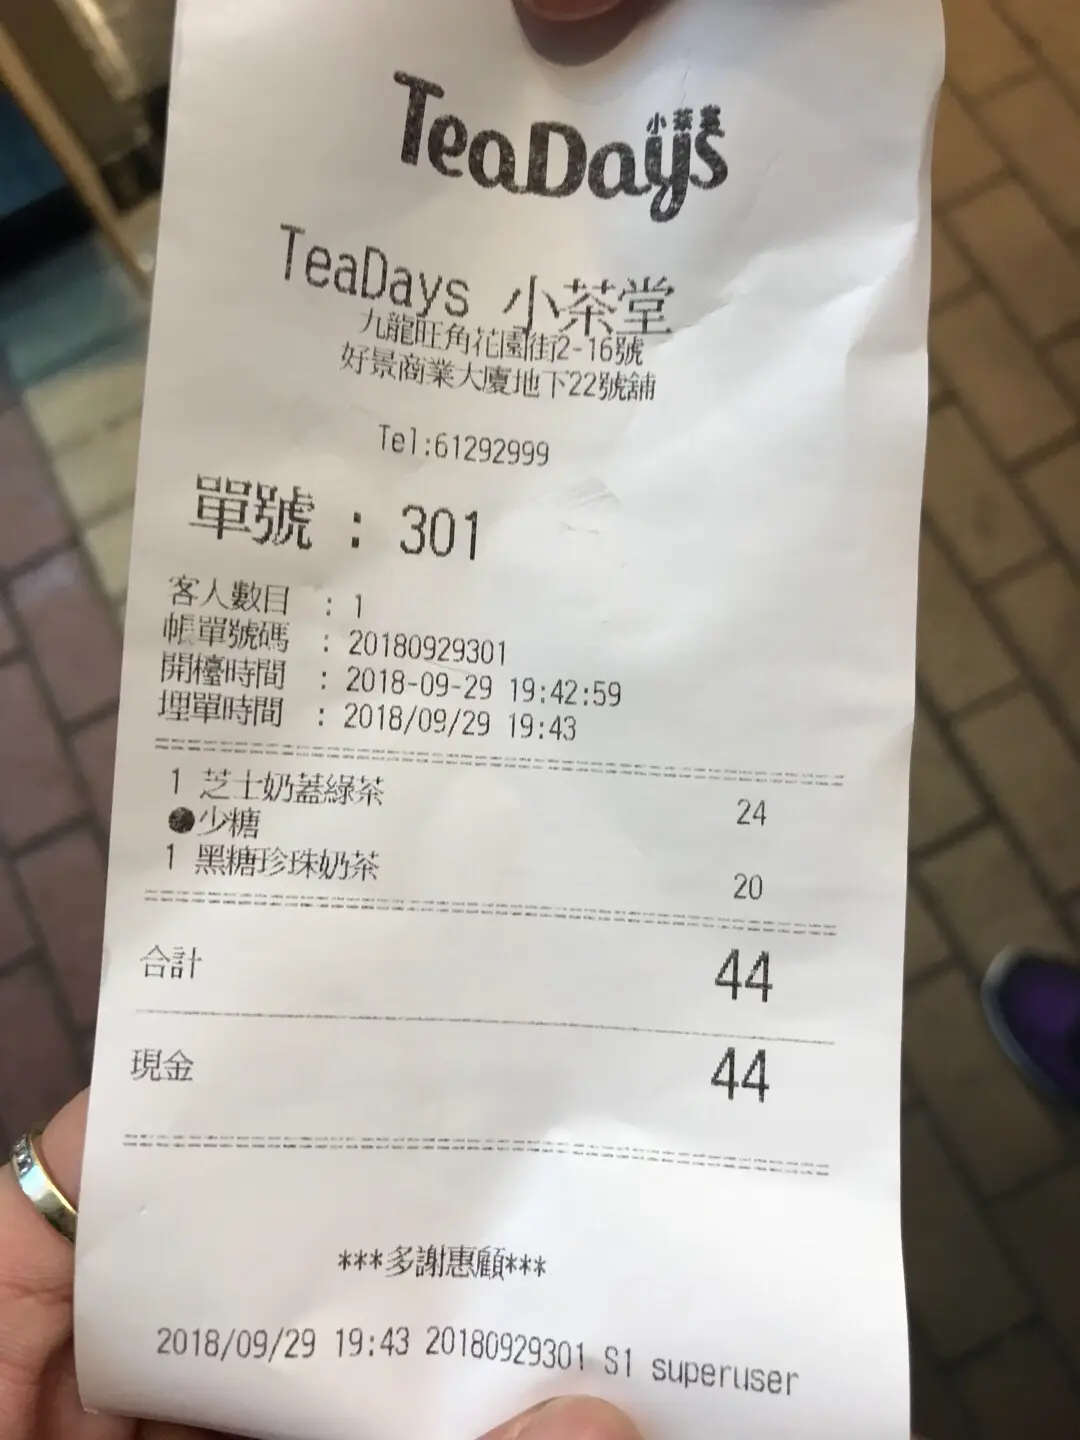 TeaDays 小茶堂
TeaDays 小茶堂
九龍旺角花園街2-16號
好景商業大廈地下22號舖
Tel:61292999
單號 : 301
客人數目 : 1
帳單號碼 : 20180929301
開檯時間 : 2018-09-29 19:42:59
埋單時間 : 2018/09/29 19:43
1 芝士奶蓋綠茶 24
●少糖
1 黑糖珍珠奶茶 20
合計 44
現金 44
***多謝惠顧***
2018/09/29 19:43 20180929301 S1 superuser